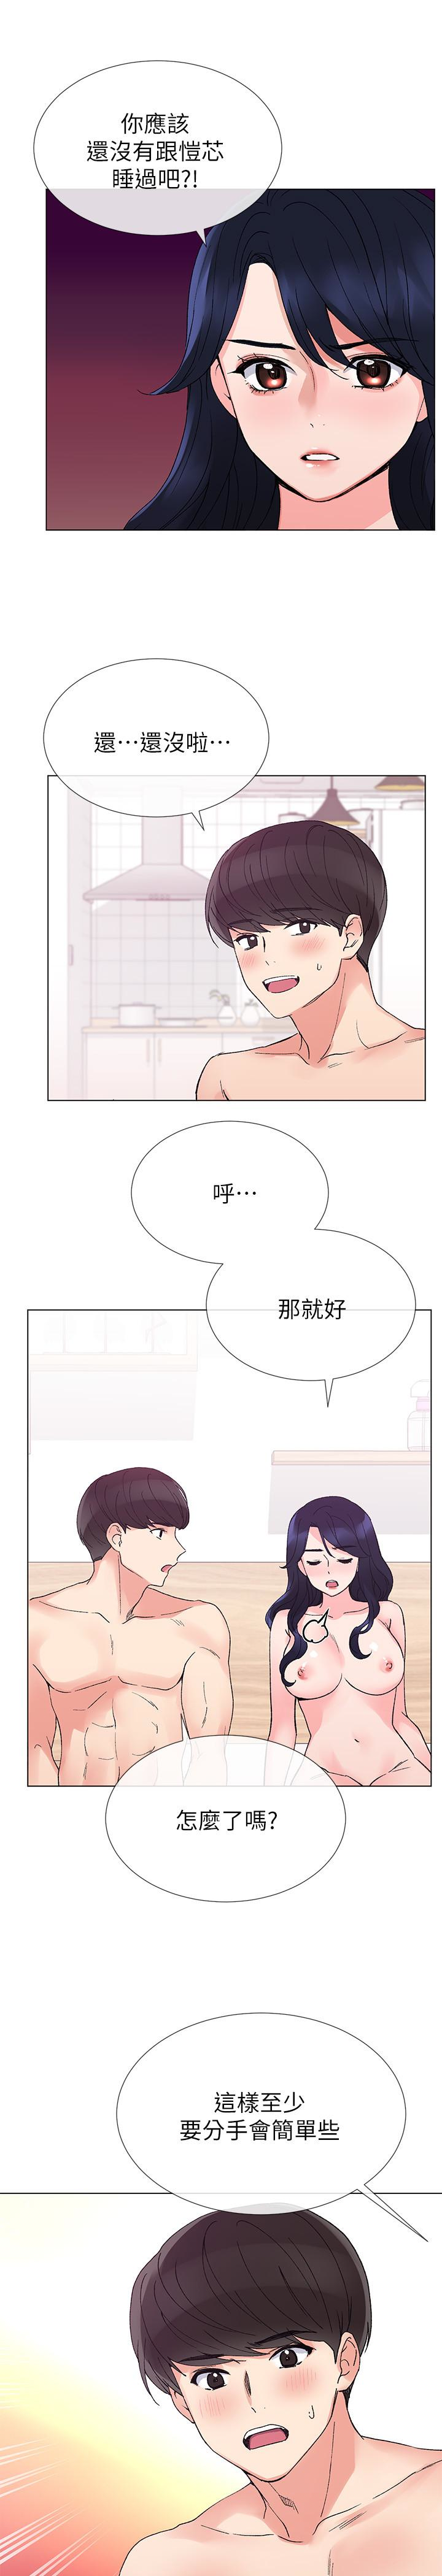 你應該
還沒有跟愷芯
睡過吧?!
還⋯還沒啦⋯
呼⋯
那就好
怎麼了嗎?
這樣至少
要分手會簡單些